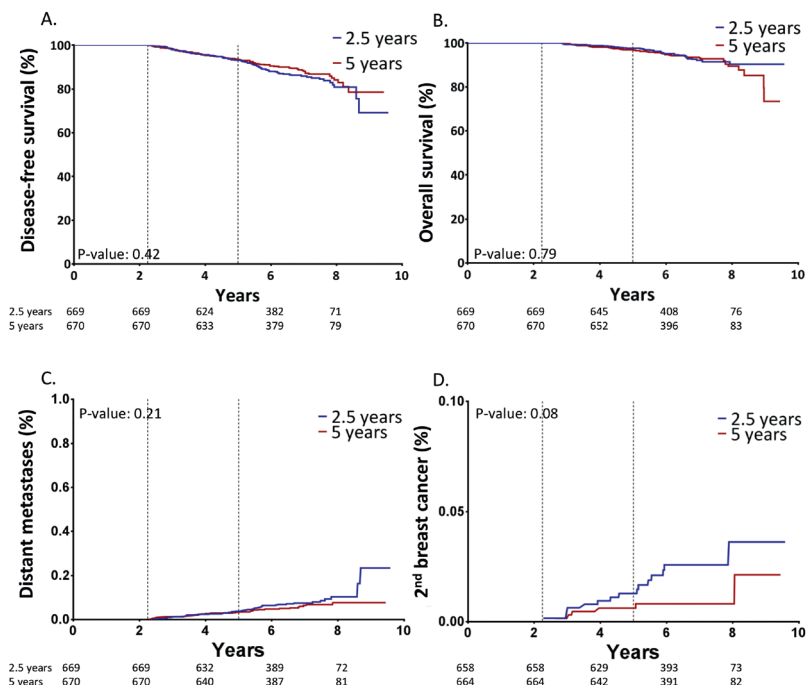 A.
2.5 years
5 years
Disease-free survival (%)
100
80
60
40
20
0
P-value: 0.42
0 2 4 6 8 10
Years
2.5 years 669 669 624 382 71
5 years 670 670 633 379 79
B.
2.5 years
5 years
Overall survival (%)
100
80
60
40
20
0
P-value: 0.79
0 2 4 6 8 10
Years
669 669 645 408 76
670 670 652 396 83
C.
P-value: 0.21
2.5 years
5 years
Distant metastases (%)
1.0
0.8
0.6
0.4
0.2
0.0
0 2 4 6 8 10
Years
2.5 years 669 669 632 389 72
5 years 670 670 640 387 81
D.
P-value: 0.08
2.5 years
5 years
2nd breast cancer (%)
0.10
0.05
0.00
0 2 4 6 8 10
Years
658 658 629 393 73
664 664 642 391 82